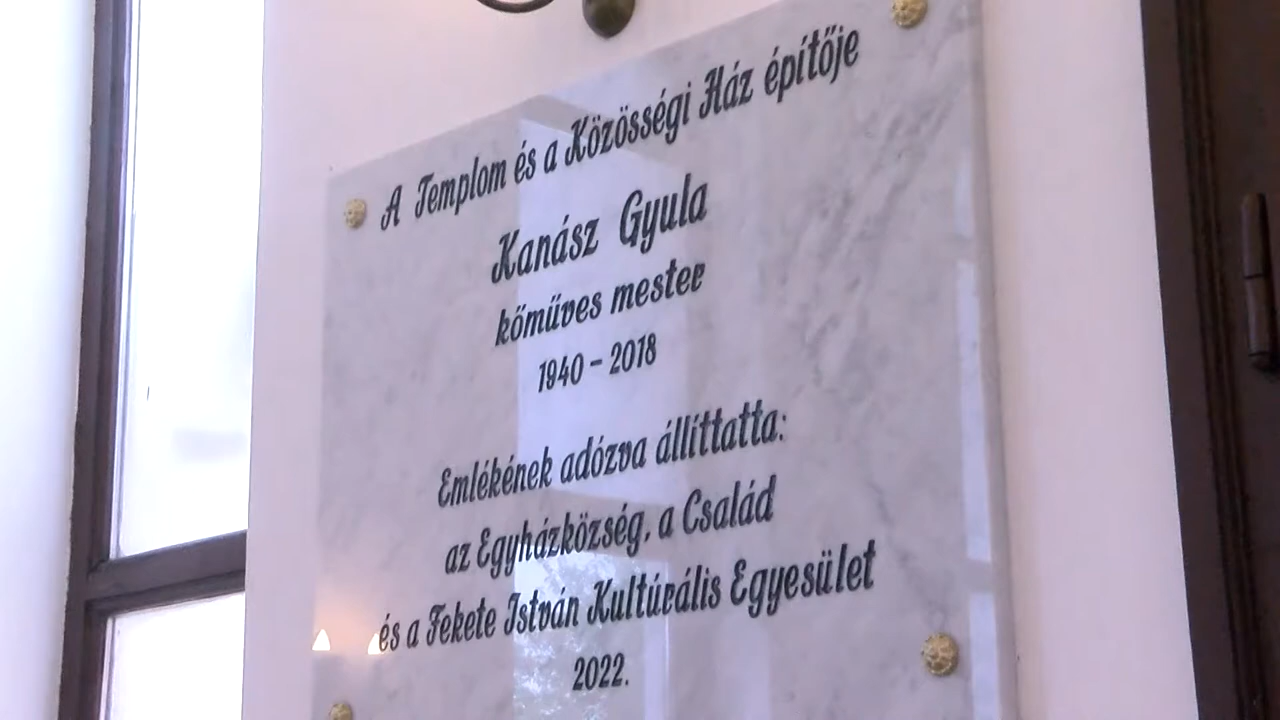 A Templom és a Közösségi Ház építője
Kanász Gyula
kőműves mester
1940 – 2018
Emlékének adózva állíttatta:
az Egyházközség, a Család
és a Fekete István Kultúrális Egyesület
2022.